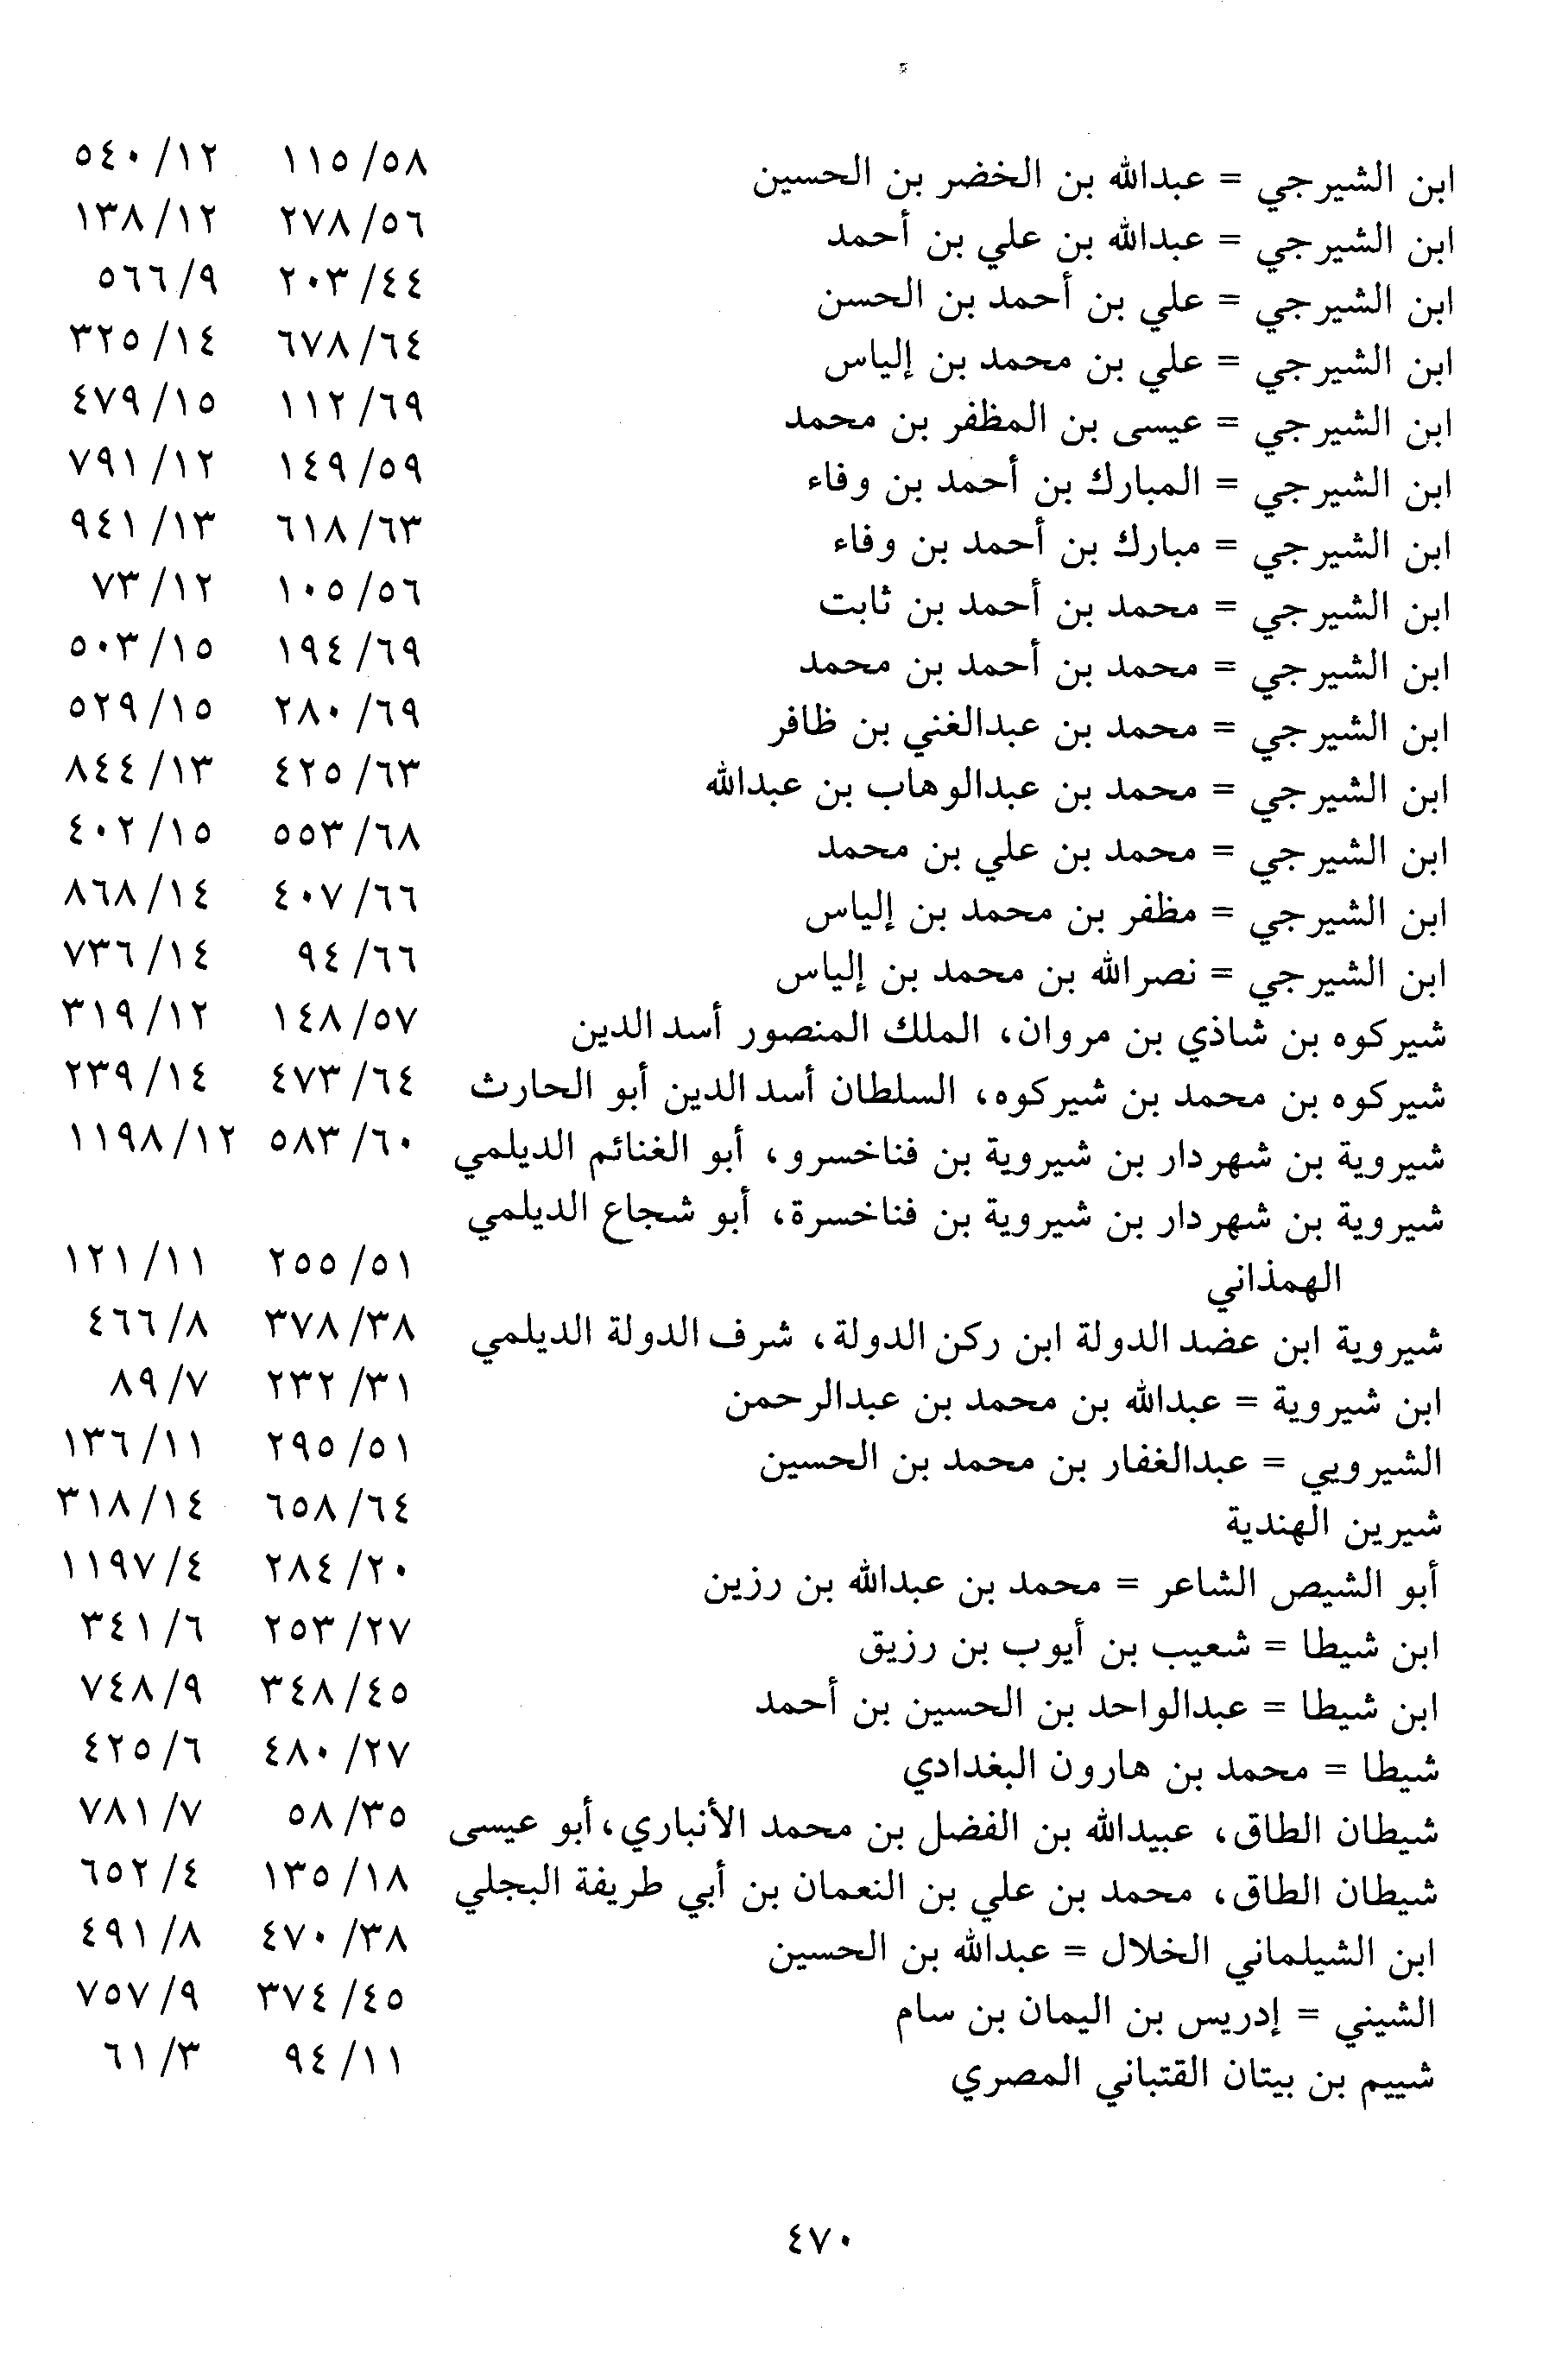 ابن الشيرجي = عبدالله بن الخضر بن الحسين ٥٨/١١٥ ١٢/٥٤٠
ابن الشيرجي = عبدالله بن علي بن أحمد ٥٦/٢٧٨ ١٢/١٣٨
ابن الشيرجي = علي بن أحمد بن الحسن ٤٤/٢٠٣ ٩/٥٦٦
ابن الشيرجي = علي بن محمد بن إلياس ٦٤/٦٧٨ ١٤/٣٢٥
ابن الشيرجي = عيسى بن المظفر بن محمد ٦٩/١١٢ ١٥/٤٧٩
ابن الشيرجي = المبارك بن أحمد بن وفاء ٥٩/١٤٩ ١٢/٧٩١
ابن الشيرجي = مبارك بن أحمد بن وفاء ٦٣/٦١٨ ١٣/٩٤١
ابن الشيرجي = محمد بن أحمد بن ثابت ٥٦/١٠٥ ١٢/٧٣
ابن الشيرجي = محمد بن أحمد بن محمد ٦٩/١٩٤ ١٥/٥٠٣
ابن الشيرجي = محمد بن عبدالغني بن ظافر ٦٩/٢٨٠ ١٥/٥٢٩
ابن الشيرجي = محمد بن عبدالوهاب بن عبدالله ٦٣/٤٢٥ ١٣/٨٤٤
ابن الشيرجي = محمد بن علي بن محمد ٦٨/٥٥٣ ١٥/٤٠٢
ابن الشيرجي = مظفر بن محمد بن إلياس ٦٦/٤٠٧ ١٤/٨٦٨
ابن الشيرجي = نصرالله بن محمد بن إلياس ٦٦/٩٤ ١٤/٧٣٦
شيركوه بن شاذي بن مروان، الملك المنصور أسد الدين ٥٧/١٤٨ ١٢/٣١٩
شيركوه بن محمد بن شيركوه، السلطان أسد الدين أبو الحارث ٦٤/٤٧٣ ١٤/٢٣٩
شيروية بن شهردار بن شيروية بن فناخسرو، أبو الغنائم الديلمي ٦٠/٥٨٣ ١٢/١١٩٨
شيروية بن شهردار بن شيروية بن فناخسرة، أبو شجاع الديلمي
الهمذاني ٥١/٢٥٥ ١١/١٢١
شيروية ابن عضد الدولة ابن ركن الدولة، شرف الدولة الديلمي ٣٨/٣٧٨ ٨/٤٦٦
ابن شيروية = عبدالله بن محمد بن عبدالرحمن ٣١/٢٣٢ ٧/٨٩
الشيرويي = عبدالغفار بن محمد بن الحسين ٥١/٢٩٥ ١١/١٣٦
شيرين الهندية ٦٤/٦٥٨ ١٤/٣١٨
أبو الشيص الشاعر = محمد بن عبدالله بن رزين ٢٠/٢٨٤ ٤/١١٩٧
ابن شيطا = شعيب بن أيوب بن رزيق ٢٧/٢٥٣ ٦/٣٤١
ابن شيطا = عبدالواحد بن الحسين بن أحمد ٤٥/٣٤٨ ٩/٧٤٨
شيطا = محمد بن هارون البغدادي ٢٧/٤٨٠ ٦/٤٢٥
شيطان الطاق، عبيدالله بن الفضل بن محمد الأنباري، أبو عيسى ٣٥/٥٨ ٧/٧٨١
شيطان الطاق، محمد بن علي بن النعمان بن أبي طريفة البجلي ١٨/١٣٥ ٤/٦٥٢
ابن الشيلماني الخلال = عبدالله بن الحسين ٣٨/٤٧٠ ٨/٤٩١
الشيني = إدريس بن اليمان بن سام ٤٥/٣٧٤ ٩/٧٥٧
شييم بن بيتان القتباني المصري ١١/٩٤ ٣/٦١
٤٧٠